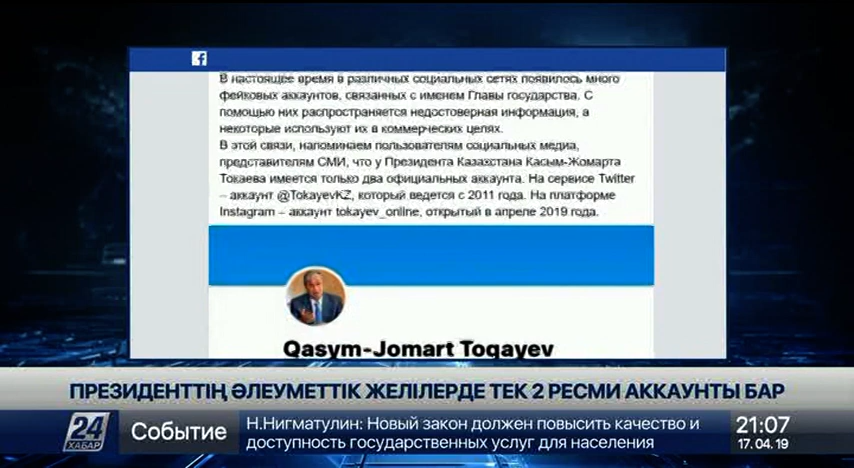 В настоящее время в различных социальных сетях появилось много
фейковых аккаунтов, связанных с именем Главы государства. С
помощью них распространяется недостоверная информация, а
некоторые используют их в коммерческих целях.
В этой связи, напоминаем пользователям социальных медиа,
представителям СМИ, что у Президента Казахстана Касым-Жомарта
Токаева имеется только два официальных аккаунта. На сервисе Twitter
– аккаунт @TokayevKZ, который ведется с 2011 года. На платформе
Instagram – аккаунт tokayev_online, открытый в апреле 2019 года.
Qasym-Jomart Toqayev
ПРЕЗИДЕНТТІҢ ӘЛЕУМЕТТІК ЖЕЛІЛЕРДЕ ТЕК 2 РЕСМИ АККАУНТЫ БАР
24
ХАБАР
Событие
Н.Нигматулин: Новый закон должен повысить качество и
доступность государственных услуг для населения
21:07
17.04.19